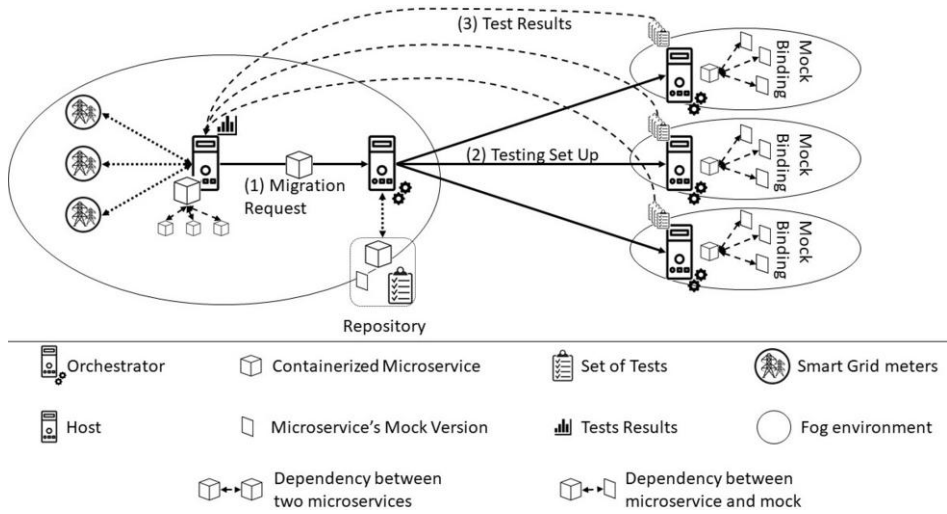 (3) Test Results
Mock
Binding
(1) Migration
Request
(2) Testing Set Up
Mock
Binding
Mock
Binding
Repository
Orchestrator
Containerized Microservice
Set of Tests
Smart Grid meters
Host
Microservice's Mock Version
Tests Results
Fog environment
Dependency between
two microservices
Dependency between
microservice and mock